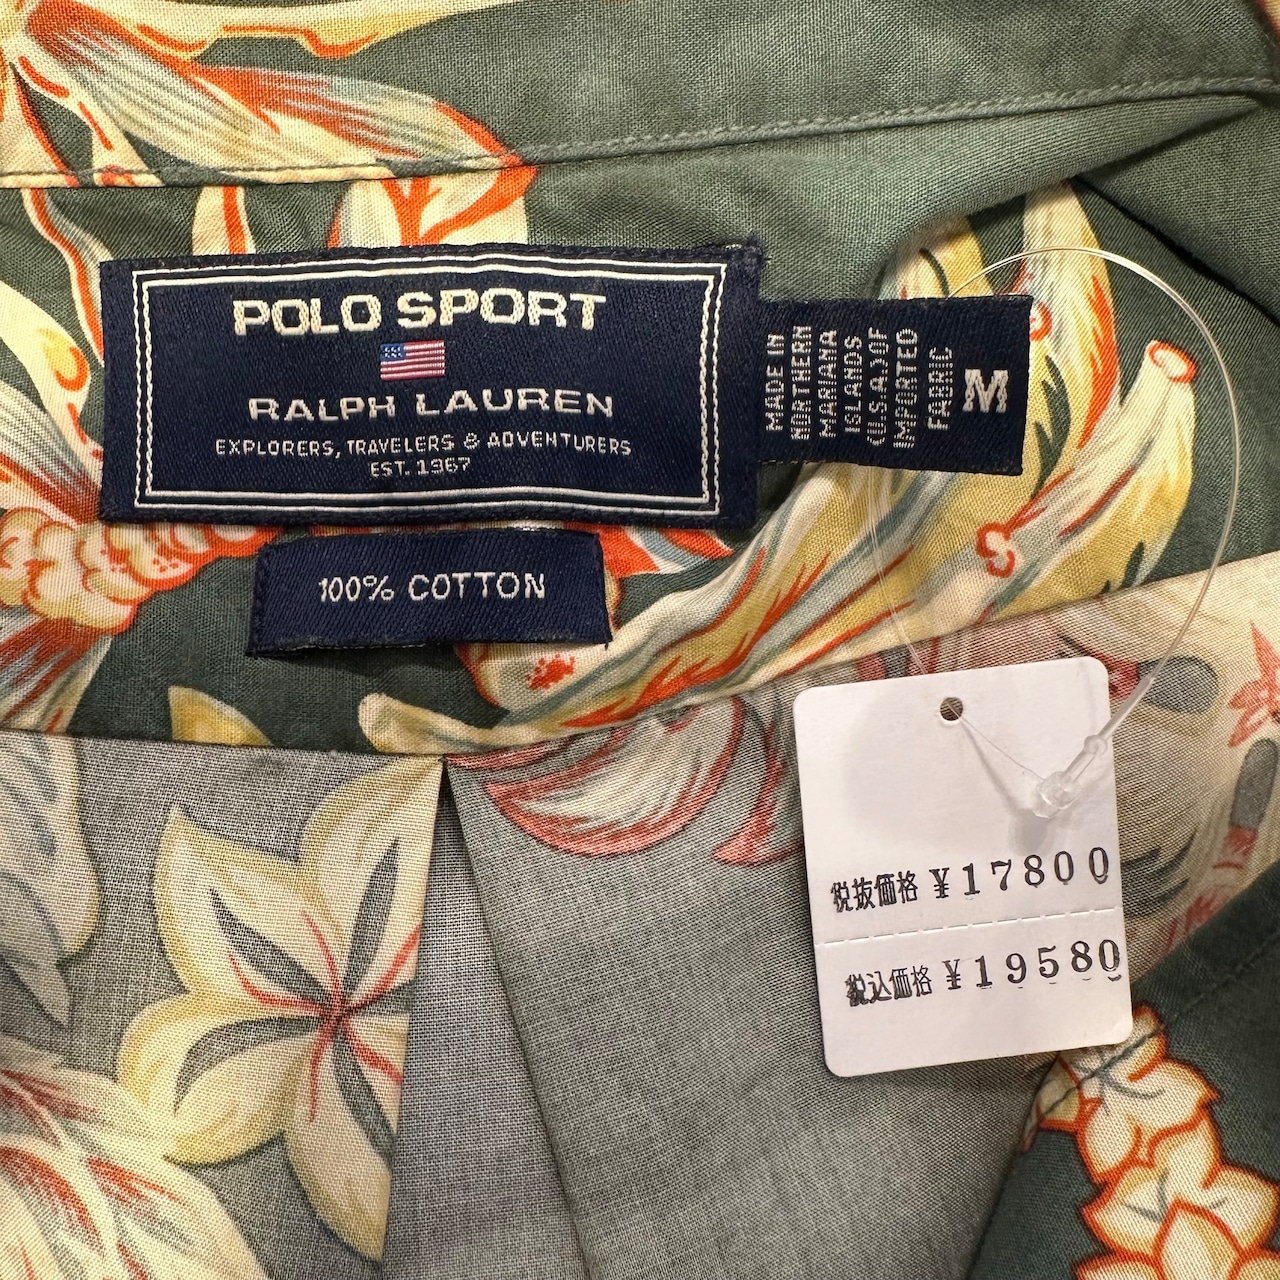 POLO SPORT
RALPH LAUREN
EXPLORERS, TRAVELERS & ADVENTURERS
EST. 1967
MADE IN
NORTHERN
MARIANA
ISLANDS
(U.S.A.) OF
IMPORTED
FABRIC
M
100% COTTON
税抜価格 ¥17800
税込価格 ¥19580